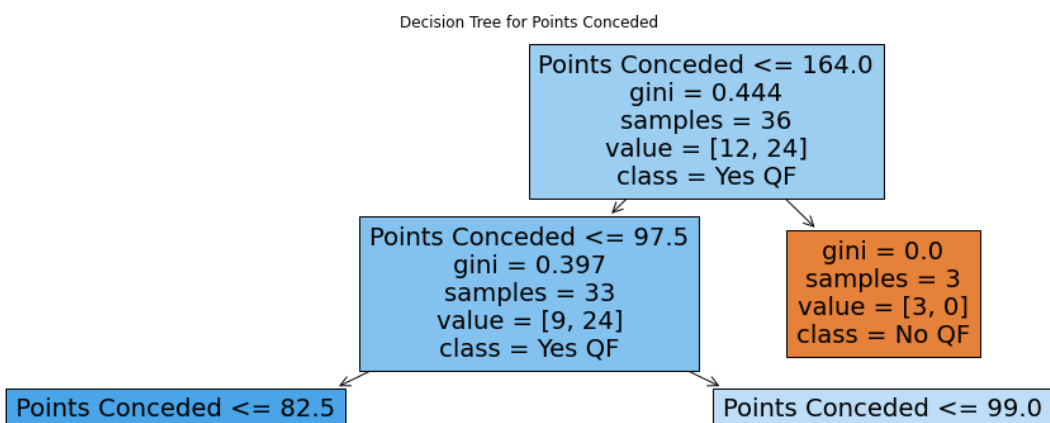 Decision Tree for Points Conceded
Points Conceded <= 164.0
gini = 0.444
samples = 36
value = [12, 24]
class = Yes QF
Points Conceded <= 97.5
gini = 0.397
samples = 33
value = [9, 24]
class = Yes QF
gini = 0.0
samples = 3
value = [3, 0]
class = No QF
Points Conceded <= 82.5
Points Conceded <= 99.0